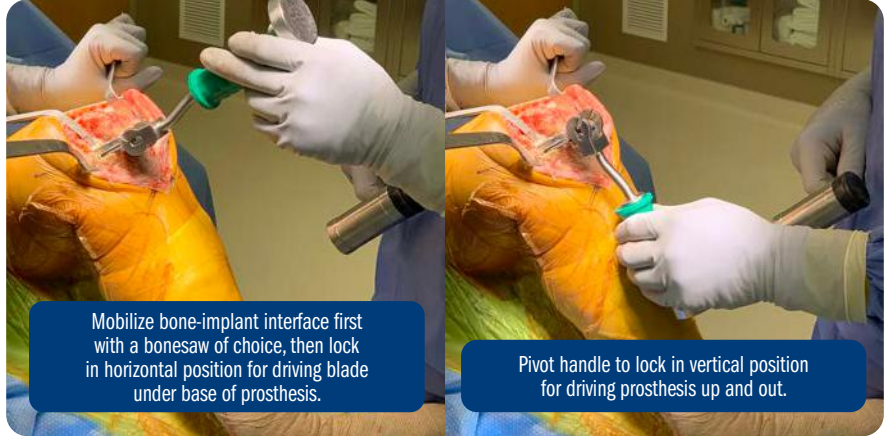 Mobilize bone-implant interface first
with a bonesaw of choice, then lock
in horizontal position for driving blade
under base of prosthesis.
Pivot handle to lock in vertical position
for driving prosthesis up and out.